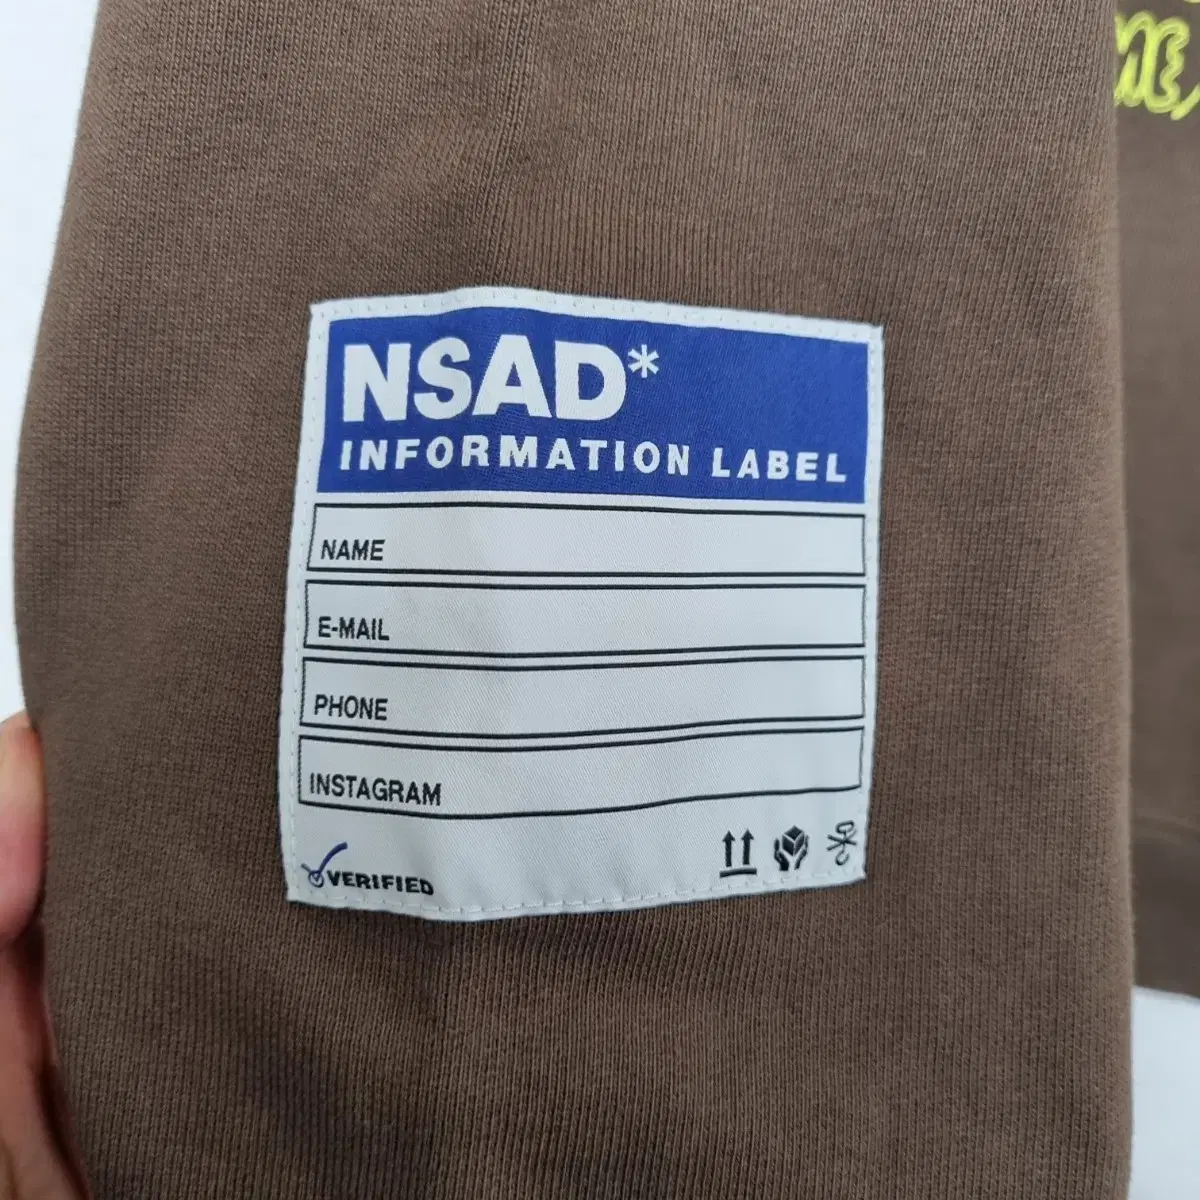 NSAD*
INFORMATION LABEL
NAME
E-MAIL
PHONE
INSTAGRAM
VERIFIED